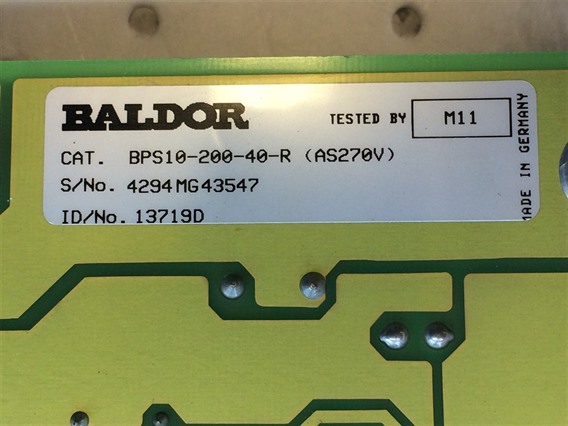 BALDOR
TESTED BY M11
CAT. BPS10-200-40-R (AS270V)
S/No. 4294MG43547
ID/No. 13719D
MADE IN GERMANY